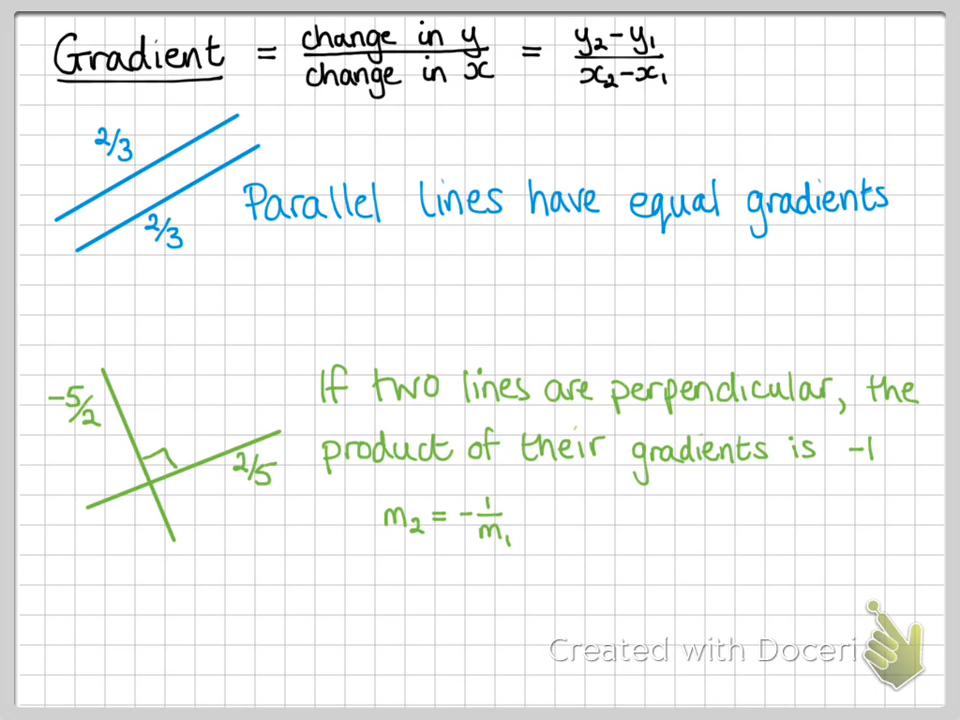 Gradient = change in y / change in x = y₂-y₁ / x₂-x₁
2/3
2/3
Parallel lines have equal gradients
-5/2
2/5
If two lines are perpendicular, the
product of their gradients is -1
m₂ = -1/m₁
Created with Doceri